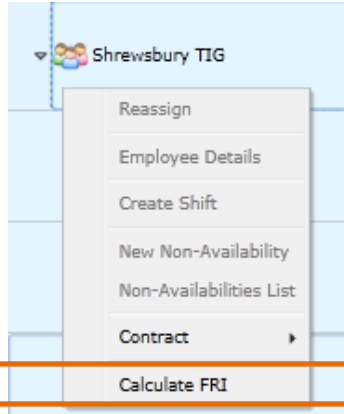 Shrewsbury TIG
Reassign
Employee Details
Create Shift
New Non-Availability
Non-Availabilities List
Contract
Calculate FRI